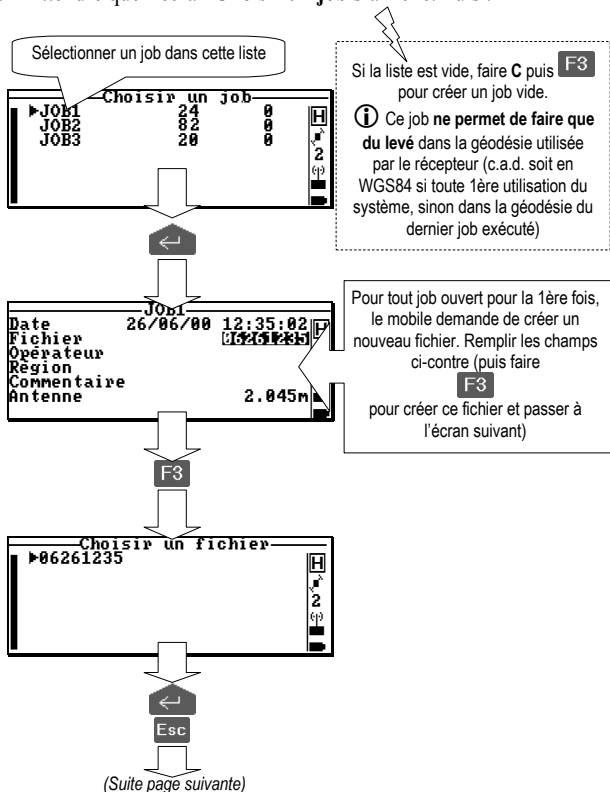 Sélectionner un job dans cette liste
Si la liste est vide, faire C puis F3
pour créer un job vide.
Ce job ne permet de faire que
du levé dans la géodésie utilisée
par le récepteur (c.a.d. soit en
WGS84 si toute 1ère utilisation du
système, sinon dans la géodésie du
dernier job exécuté)
Choisir un job
JOB1 24 0
JOB2 82 0
JOB3 20 0
H
2
JOB1
Date 26/06/00 12:35:02
Fichier 06261235
Opérateur
Région
Commentaire
Antenne 2.045m
H
Pour tout job ouvert pour la 1ère fois,
le mobile demande de créer un
nouveau fichier. Remplir les champs
ci-contre (puis faire
F3
pour créer ce fichier et passer à
l'écran suivant)
F3
Choisir un fichier
06261235
H
2
Esc
(Suite page suivante)